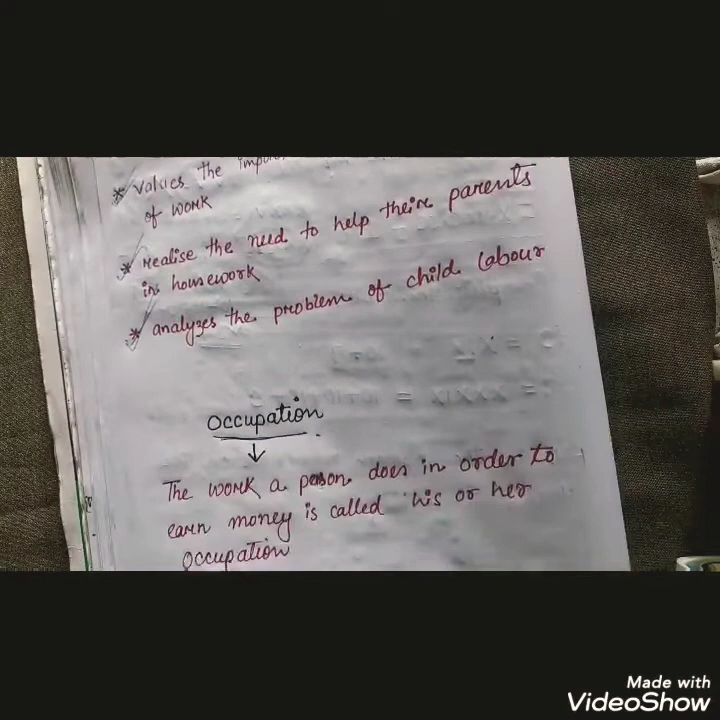 * values the
of work
* realise the need to help their parents
in housework
* analyzes the problem of child labour
Occupation
↓
The work a person does in order to
earn money is called his or her
occupation
Made with
VideoShow